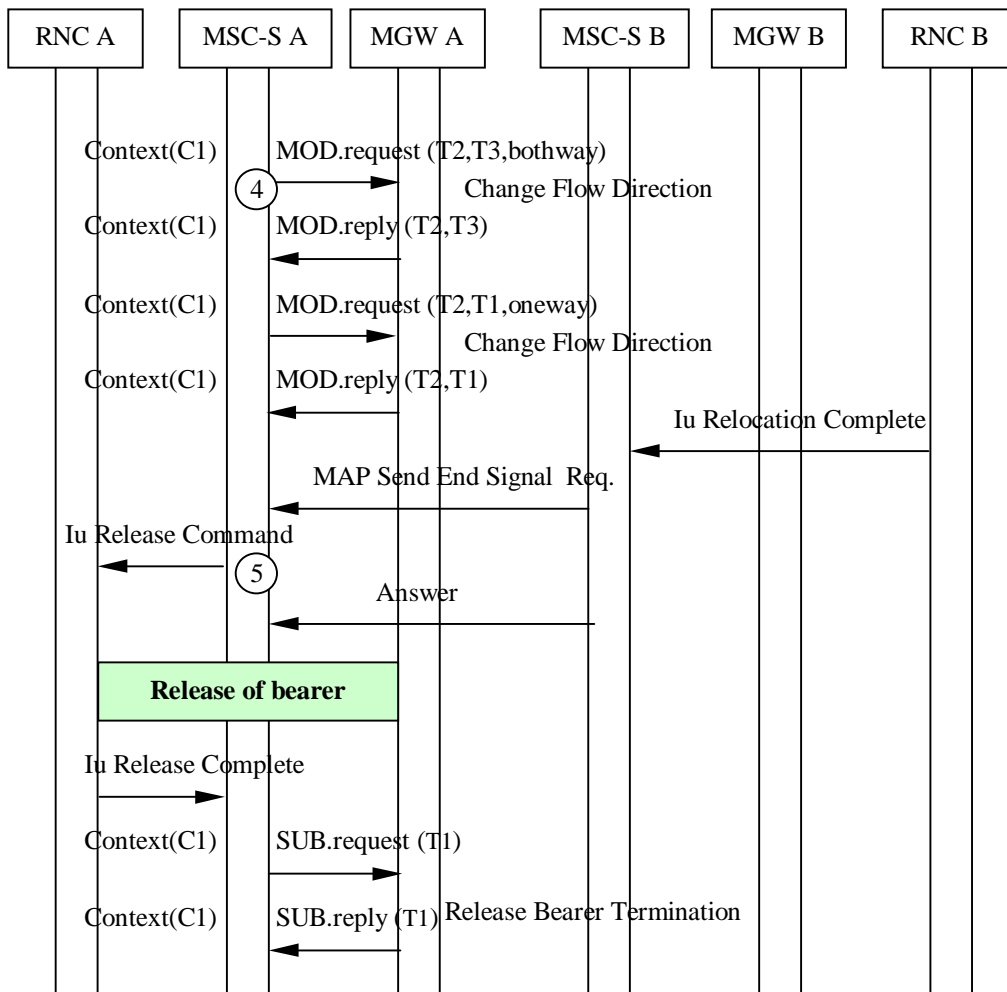 RNC A
MSC-S A
MGW A
MSC-S B
MGW B
RNC B
Context(C1) MOD.request (T2,T3,bothway)
4
Change Flow Direction
Context(C1) MOD.reply (T2,T3)
Context(C1) MOD.request (T2,T1,oneway)
Change Flow Direction
Context(C1) MOD.reply (T2,T1)
Iu Relocation Complete
MAP Send End Signal Req.
Iu Release Command
5
Answer
Release of bearer
Iu Release Complete
Context(C1) SUB.request (T1)
Context(C1) SUB.reply (T1) Release Bearer Termination